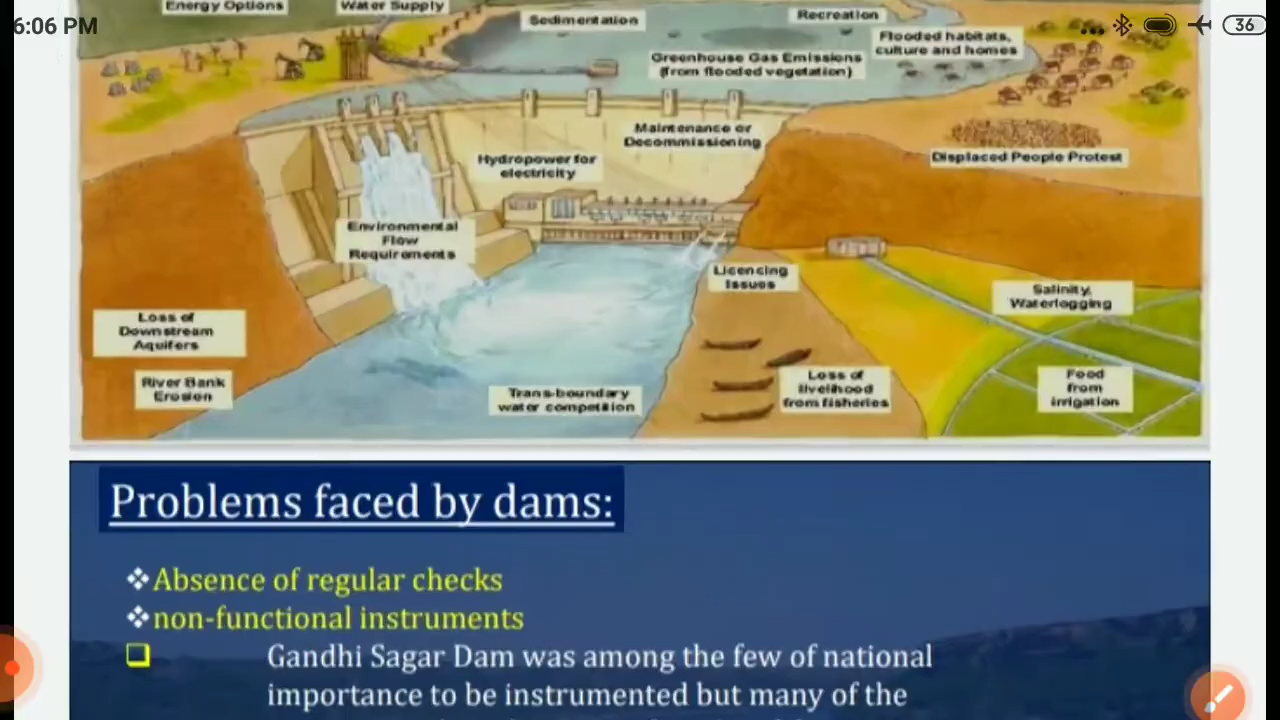 6:06 PM
36
Energy Options
Water Supply
Sedimentation
Recreation
Flooded habitats,
culture and homes
Greenhouse Gas Emissions
(from flooded vegetation)
Maintenance or
Decommissioning
Displaced People Protest
Hydropower for
electricity
Environmental
Flow
Requirements
Licencing
Issues
Salinity,
Waterlogging
Loss of
Downstream
Aquifers
River Bank
Erosion
Trans-boundary
water competition
Loss of
livelihood
from fisheries
Food
from
irrigation
Problems faced by dams:
❖Absence of regular checks
❖non-functional instruments
Gandhi Sagar Dam was among the few of national
importance to be instrumented but many of the